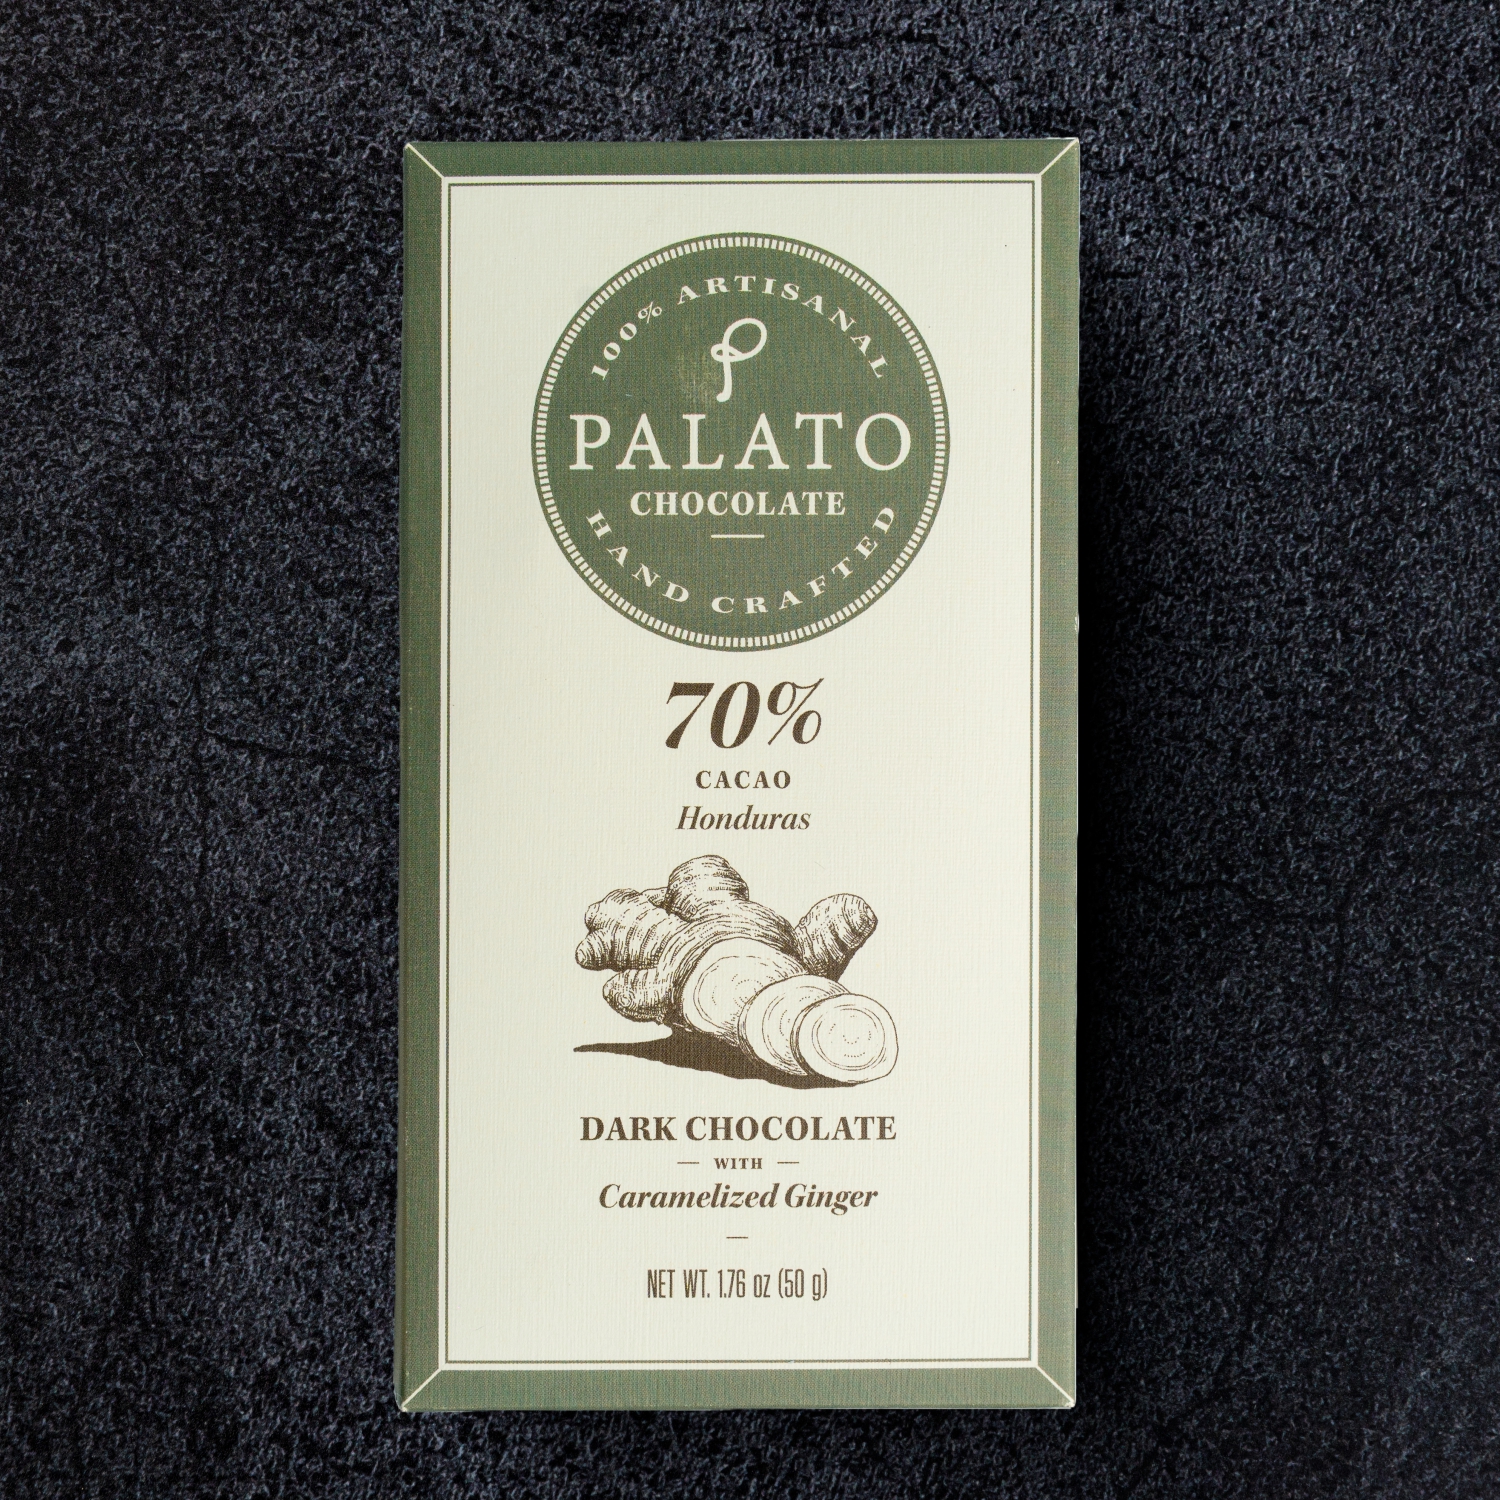 100% ARTISANAL
PALATO
CHOCOLATE
HAND CRAFTED
70%
CACAO
Honduras
DARK CHOCOLATE
WITH
Caramelized Ginger
NET WT. 1.76 oz (50 g)